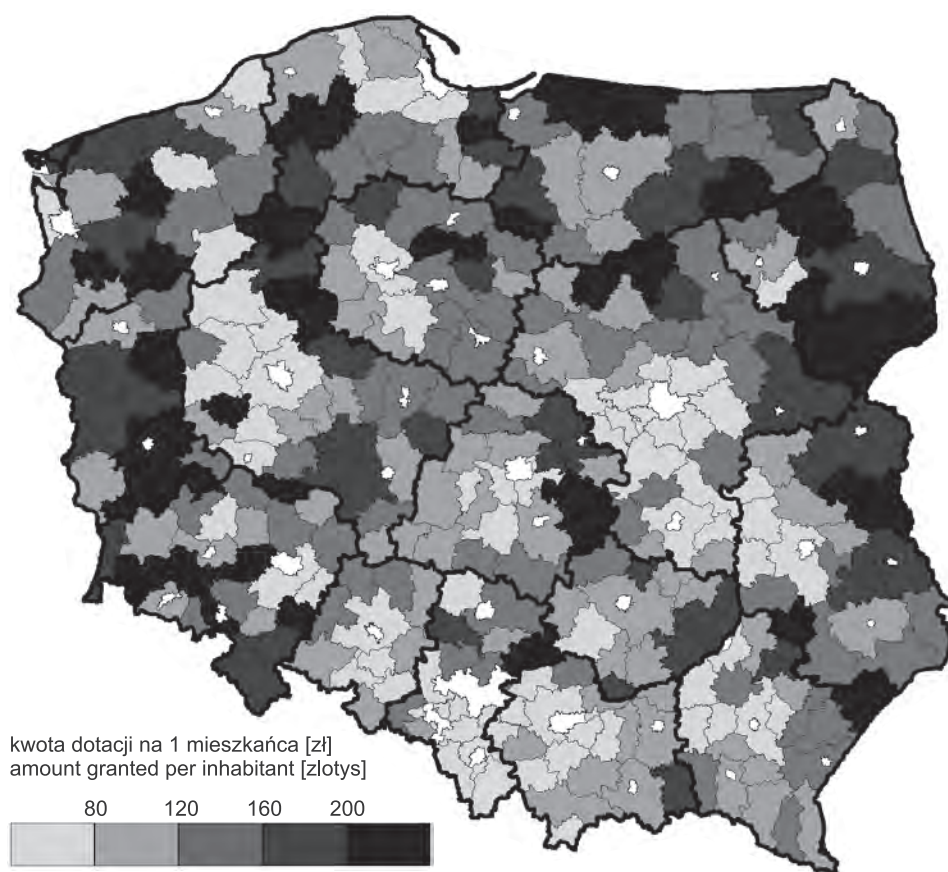 kwota dotacji na 1 mieszkańca [zł]
amount granted per inhabitant [zlotys]
80 120 160 200